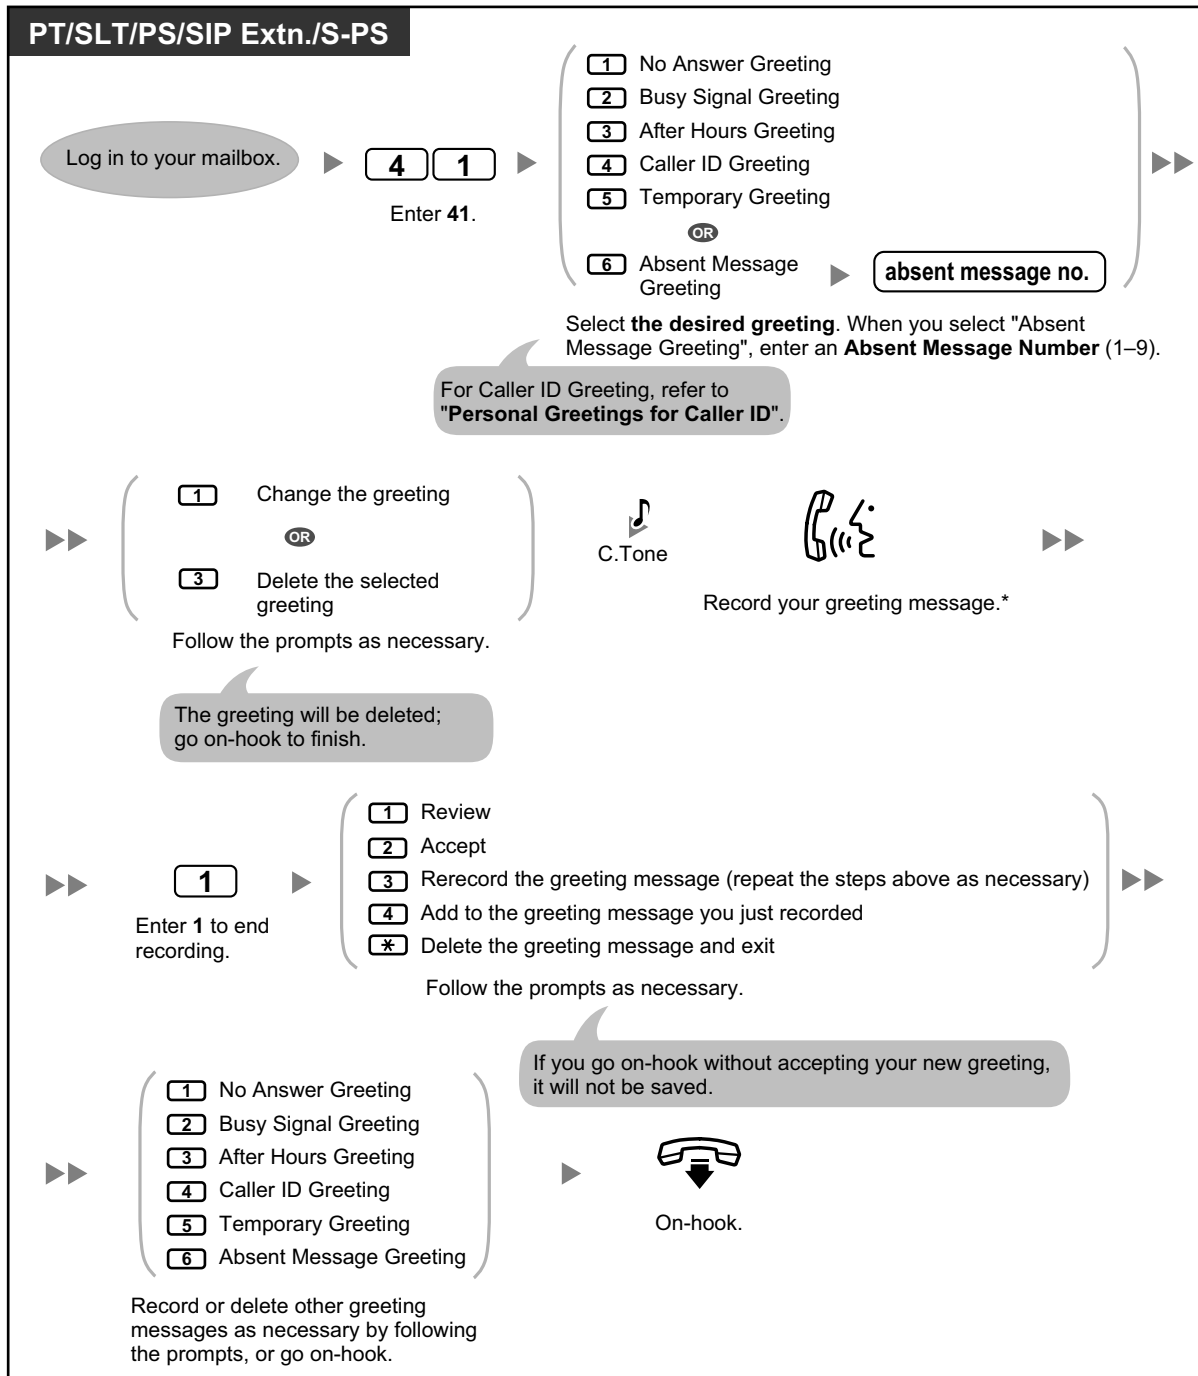 PT/SLT/PS/SIP Extn./S-PS
Log in to your mailbox.
4 1
Enter 41.
1 No Answer Greeting
2 Busy Signal Greeting
3 After Hours Greeting
4 Caller ID Greeting
5 Temporary Greeting
OR
6 Absent Message
Greeting
absent message no.
Select the desired greeting. When you select "Absent
Message Greeting", enter an Absent Message Number (1–9).
For Caller ID Greeting, refer to
"Personal Greetings for Caller ID".
1 Change the greeting
OR
3 Delete the selected
greeting
Follow the prompts as necessary.
The greeting will be deleted;
go on-hook to finish.
C.Tone
Record your greeting message.*
1
Enter 1 to end
recording.
1 Review
2 Accept
3 Rerecord the greeting message (repeat the steps above as necessary)
4 Add to the greeting message you just recorded
* Delete the greeting message and exit
Follow the prompts as necessary.
If you go on-hook without accepting your new greeting,
it will not be saved.
1 No Answer Greeting
2 Busy Signal Greeting
3 After Hours Greeting
4 Caller ID Greeting
5 Temporary Greeting
6 Absent Message Greeting
Record or delete other greeting
messages as necessary by following
the prompts, or go on-hook.
On-hook.